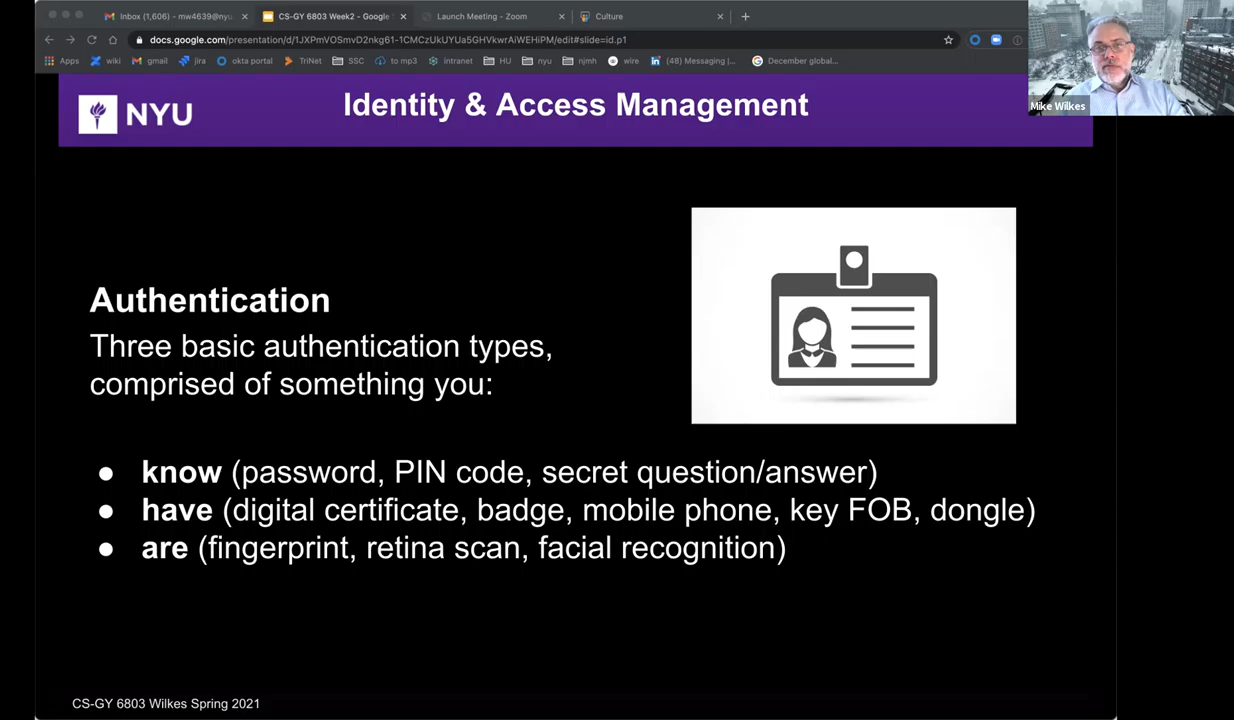 Inbox (1,606) - mw4639@nyu
CS-GY 6803 Week2 - Google
Launch Meeting - Zoom
Culture
docs.google.com/presentation/d/1JXPmVOSmvD2nkg61-1CMCzUkUYUa5GHVkwrAiWEHiPM/edit#slide=id.p1
Apps wiki gmail jira okta portal TriNet SSC to mp3 intranet HU nyu njmh wire (48) Messaging |... December global...
Mike Wilkes
NYU
Identity & Access Management
Authentication
Three basic authentication types,
comprised of something you:
● know (password, PIN code, secret question/answer)
● have (digital certificate, badge, mobile phone, key FOB, dongle)
● are (fingerprint, retina scan, facial recognition)
CS-GY 6803 Wilkes Spring 2021